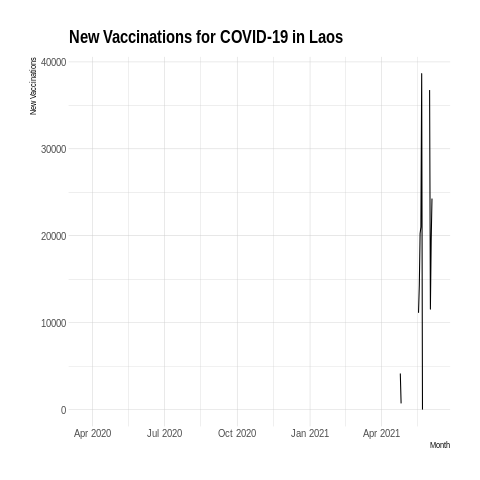 New Vaccinations for COVID-19 in Laos
New Vaccinations
40000
30000
20000
10000
0
Apr 2020 Jul 2020 Oct 2020 Jan 2021 Apr 2021
Month